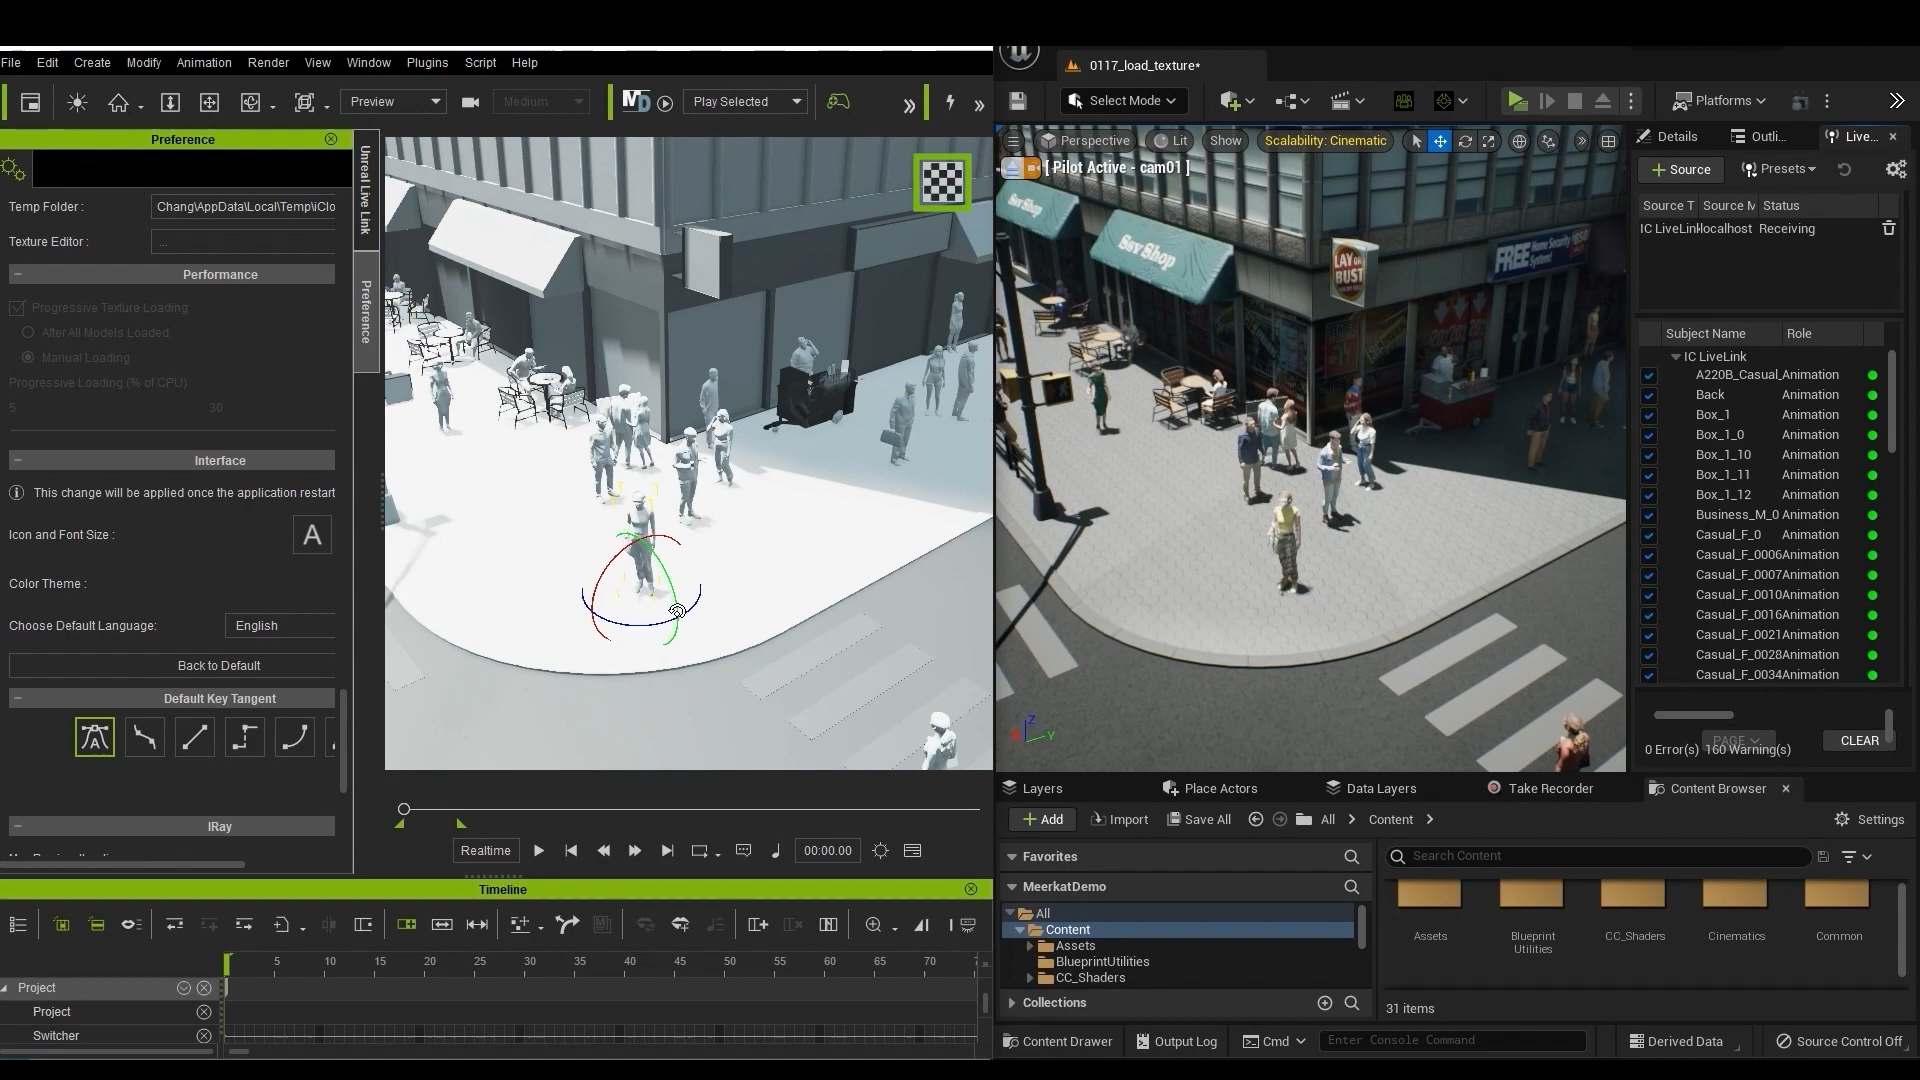 File Edit Create Modify Animation Render View Window Plugins Script Help
Preview
Medium
Play Selected
Preference
Temp Folder :
Chang\AppData\Local\Temp\iClo
Texture Editor :
...
Performance
Progressive Texture Loading
After All Models Loaded
Manual Loading
Progressive Loading (% of CPU)
5 30
Interface
This change will be applied once the application restart
Icon and Font Size :
A
Color Theme :
Choose Default Language:
English
Back to Default
Default Key Tangent
IRay
Unreal Live Link
Preference
Realtime
00:00.00
Timeline
5 10 15 20 25 30 35 40 45 50 55 60 65 70
Project
Project
Switcher
0117_load_texture*
Select Mode
Platforms
Perspective
Lit
Show
Scalability: Cinematic
[ Pilot Active - cam01 ]
LAY
BUST
FREE Home Security
System!
Z
Y
Details
Outli...
Live...
Source
Presets
Source T Source M Status
IC LiveLink localhost Receiving
Subject Name Role
IC LiveLink
A220B_Casual_ Animation
Back Animation
Box_1 Animation
Box_1_0 Animation
Box_1_10 Animation
Box_1_11 Animation
Box_1_12 Animation
Business_M_0 Animation
Casual_F_0 Animation
Casual_F_0006 Animation
Casual_F_0007 Animation
Casual_F_0010 Animation
Casual_F_0016 Animation
Casual_F_0021 Animation
Casual_F_0028 Animation
Casual_F_0034 Animation
PAGE
0 Error(s) 160 Warning(s)
CLEAR
Layers
Place Actors
Data Layers
Take Recorder
Content Browser
Add
Import
Save All
All
Content
Settings
Favorites
Search Content
MeerkatDemo
All
Content
Assets
BlueprintUtilities
CC_Shaders
Collections
Assets
Blueprint
Utilities
CC_Shaders
Cinematics
Common
31 items
Content Drawer
Output Log
Cmd
Enter Console Command
Derived Data
Source Control Off